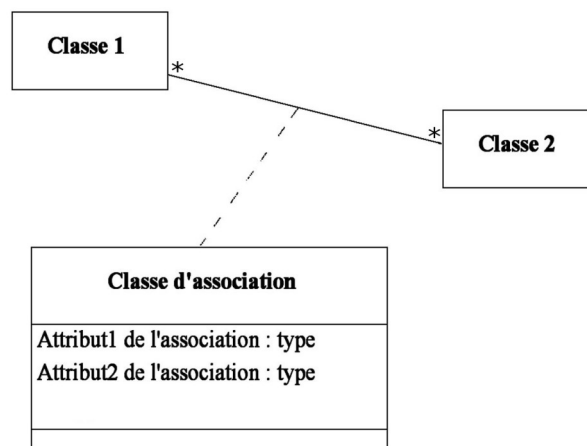 Classe 1
*
*
Classe 2
Classe d'association
Attribut1 de l'association : type
Attribut2 de l'association : type